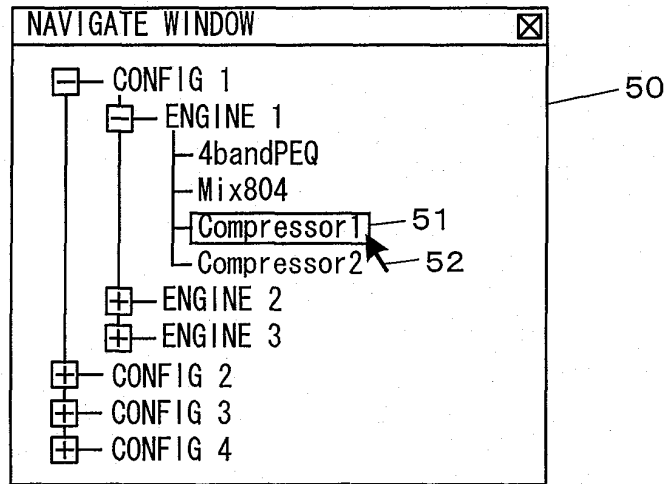 NAVIGATE WINDOW
50
CONFIG 1
ENGINE 1
4bandPEQ
Mix804
Compressor1 51
Compressor2 52
ENGINE 2
ENGINE 3
CONFIG 2
CONFIG 3
CONFIG 4